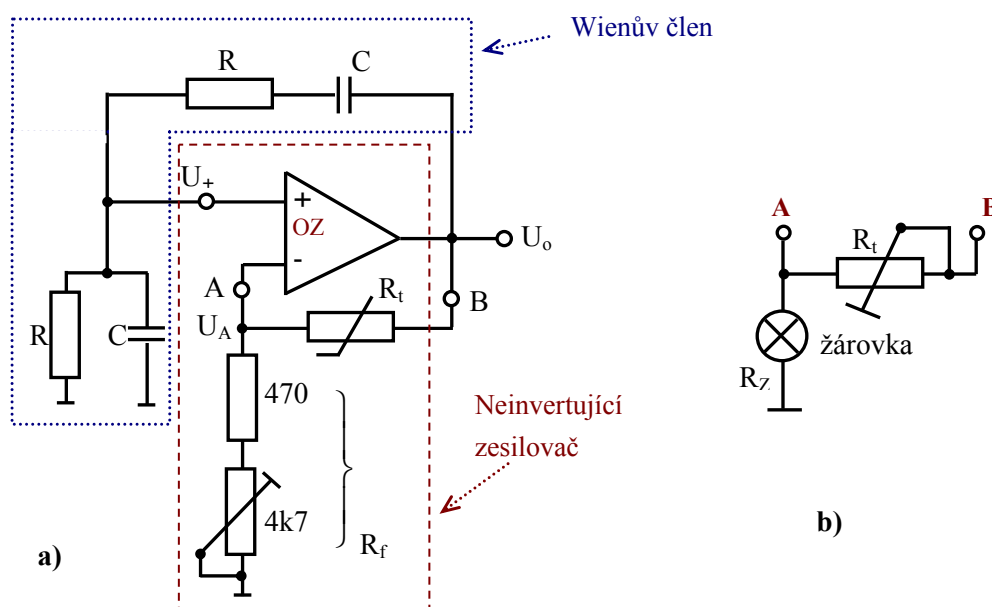 Wienův člen
R
C
U+
+
OZ
-
Uo
A
Rt
B
UA
R
C
470
4k7
Rf
Neinvertující
zesilovač
a)
A
B
Rt
žárovka
RZ
b)